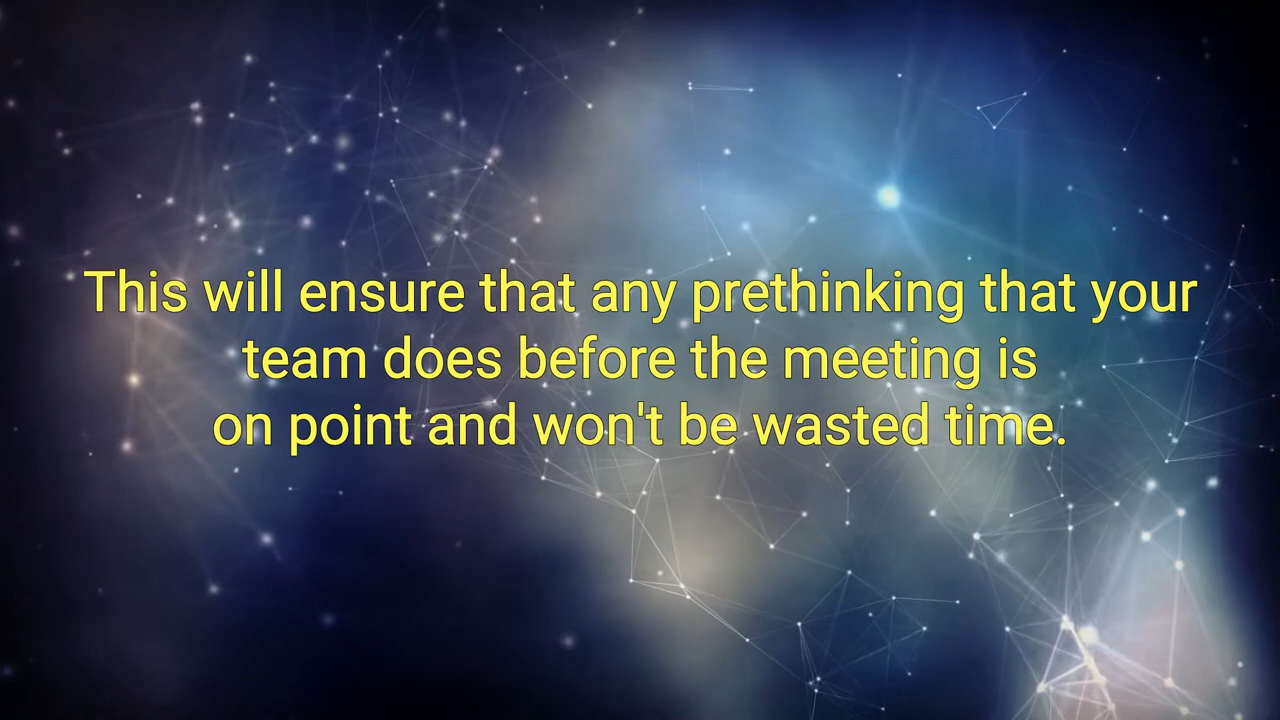 This will ensure that any prethinking that your
team does before the meeting is
on point and won't be wasted time.